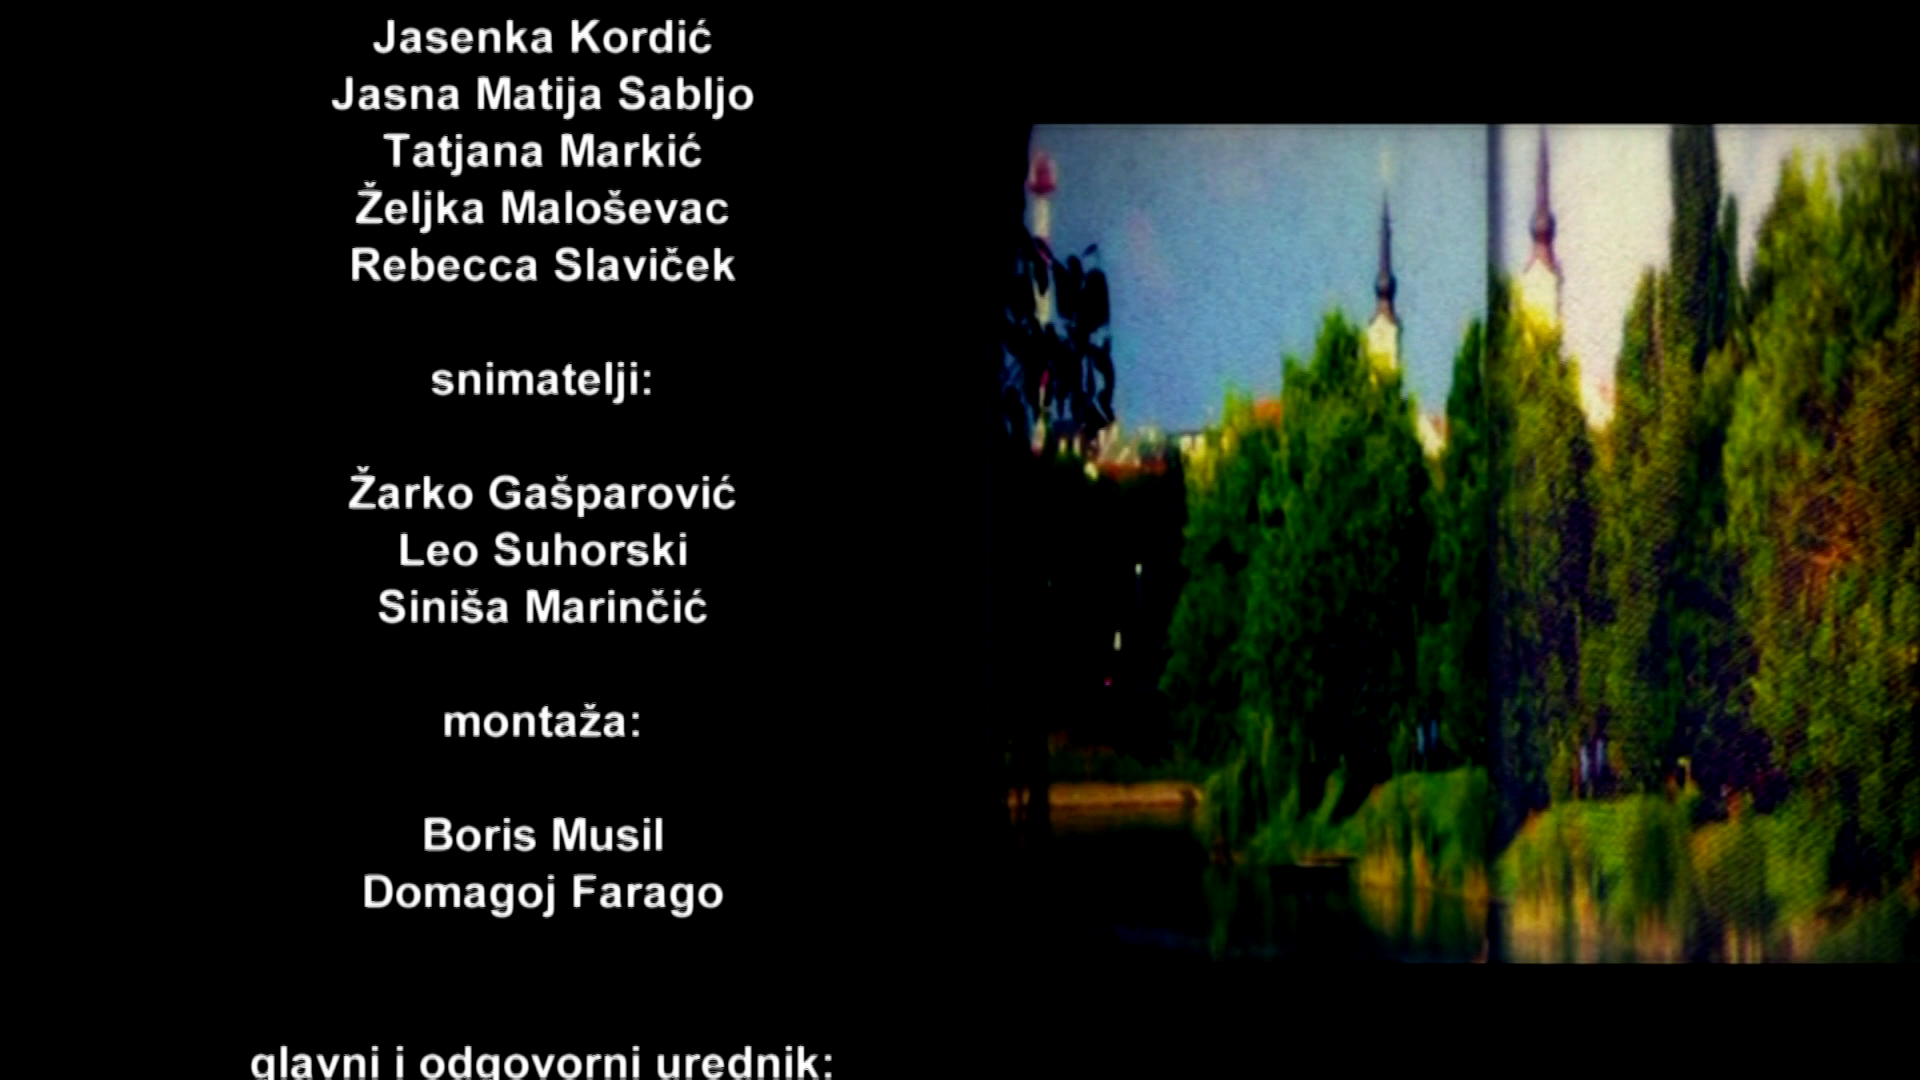 Jasenka Kordić
Jasna Matija Sabljo
Tatjana Markić
Željka Maloševac
Rebecca Slaviček
snimatelji:
Žarko Gašparović
Leo Suhorski
Siniša Marinčić
montaža:
Boris Musil
Domagoj Farago
glavni i odgovorni urednik: